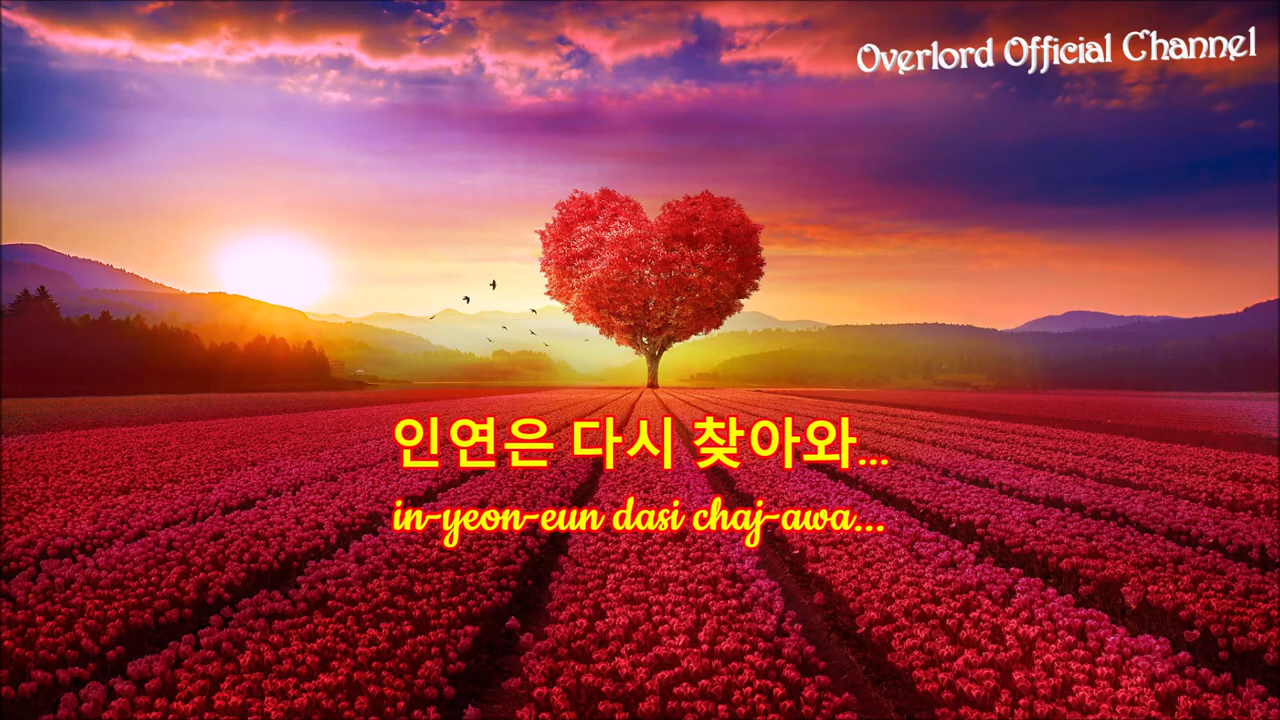 Overlord Official Channel
인연은 다시 찾아와...
in-yeon-eun dasi chaj-awa...